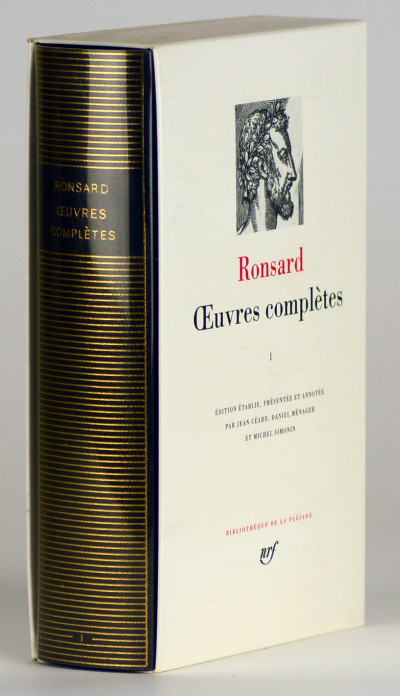 RONSARD
ŒUVRES
COMPLÈTES
1
Ronsard
Œuvres complètes
I
ÉDITION ÉTABLIE, PRÉSENTÉE ET ANNOTÉE
PAR JEAN CÉARD, DANIEL MÉNAGER
ET MICHEL SIMONIN
BIBLIOTHÈQUE DE LA PLÉIADE
nrf